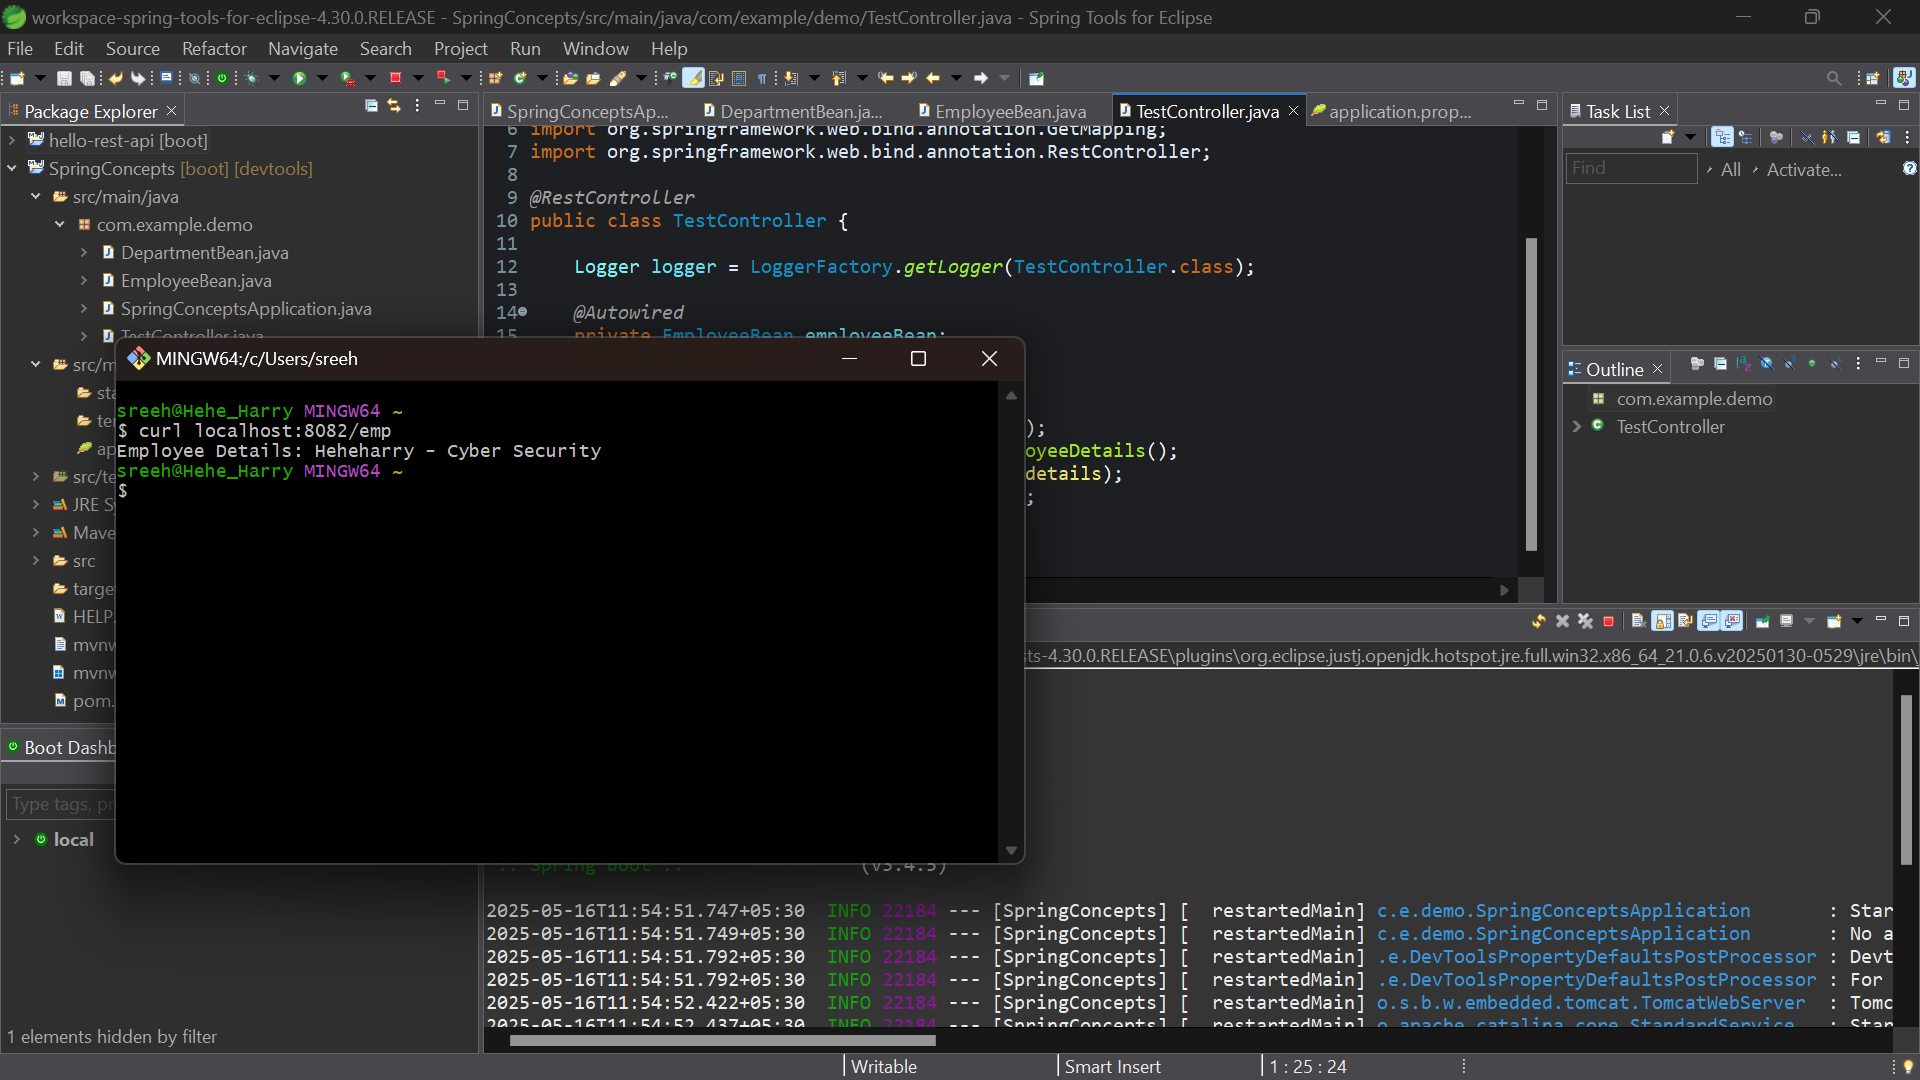 workspace-spring-tools-for-eclipse-4.30.0.RELEASE - SpringConcepts/src/main/java/com/example/demo/TestController.java - Spring Tools for Eclipse
File Edit Source Refactor Navigate Search Project Run Window Help
Package Explorer
hello-rest-api [boot]
SpringConcepts [boot] [devtools]
src/main/java
com.example.demo
DepartmentBean.java
EmployeeBean.java
SpringConceptsApplication.java
TestController.java
src/m
sta
te
ap
src/te
JRE Sy
Mave
src
targe
HELP.
mvnw
mvnw
pom.
Boot Dashb
Type tags, pr
local
1 elements hidden by filter
SpringConceptsAp... DepartmentBean.ja... EmployeeBean.java TestController.java application.prop...
6 import org.springframework.web.bind.annotation.GetMapping;
7 import org.springframework.web.bind.annotation.RestController;
8
9 @RestController
10 public class TestController {
11
12 Logger logger = LoggerFactory.getLogger(TestController.class);
13
14 @Autowired
15 private EmployeeBean employeeBean;
);
oyeeDetails();
details);
;
MINGW64:/c/Users/sreeh
sreeh@Hehe_Harry MINGW64 ~
$ curl localhost:8082/emp
Employee Details: Heheharry - Cyber Security
sreeh@Hehe_Harry MINGW64 ~
$
Task List
Find All Activate...
Outline
com.example.demo
TestController
ts-4.30.0.RELEASE\plugins\org.eclipse.justj.openjdk.hotspot.jre.full.win32.x86_64_21.0.6.v20250130-0529\jre\bin\
:: Spring Boot :: (v3.4.5)
2025-05-16T11:54:51.747+05:30 INFO 22184 --- [SpringConcepts] [ restartedMain] c.e.demo.SpringConceptsApplication : Star
2025-05-16T11:54:51.749+05:30 INFO 22184 --- [SpringConcepts] [ restartedMain] c.e.demo.SpringConceptsApplication : No a
2025-05-16T11:54:51.792+05:30 INFO 22184 --- [SpringConcepts] [ restartedMain] .e.DevToolsPropertyDefaultsPostProcessor : Devt
2025-05-16T11:54:51.792+05:30 INFO 22184 --- [SpringConcepts] [ restartedMain] .e.DevToolsPropertyDefaultsPostProcessor : For
2025-05-16T11:54:52.422+05:30 INFO 22184 --- [SpringConcepts] [ restartedMain] o.s.b.w.embedded.tomcat.TomcatWebServer : Tomc
2025-05-16T11:54:52.437+05:30 INFO 22184 --- [SpringConcepts] [ restartedMain] o.apache.catalina.core.StandardService : Star
Writable Smart Insert 1 : 25 : 24